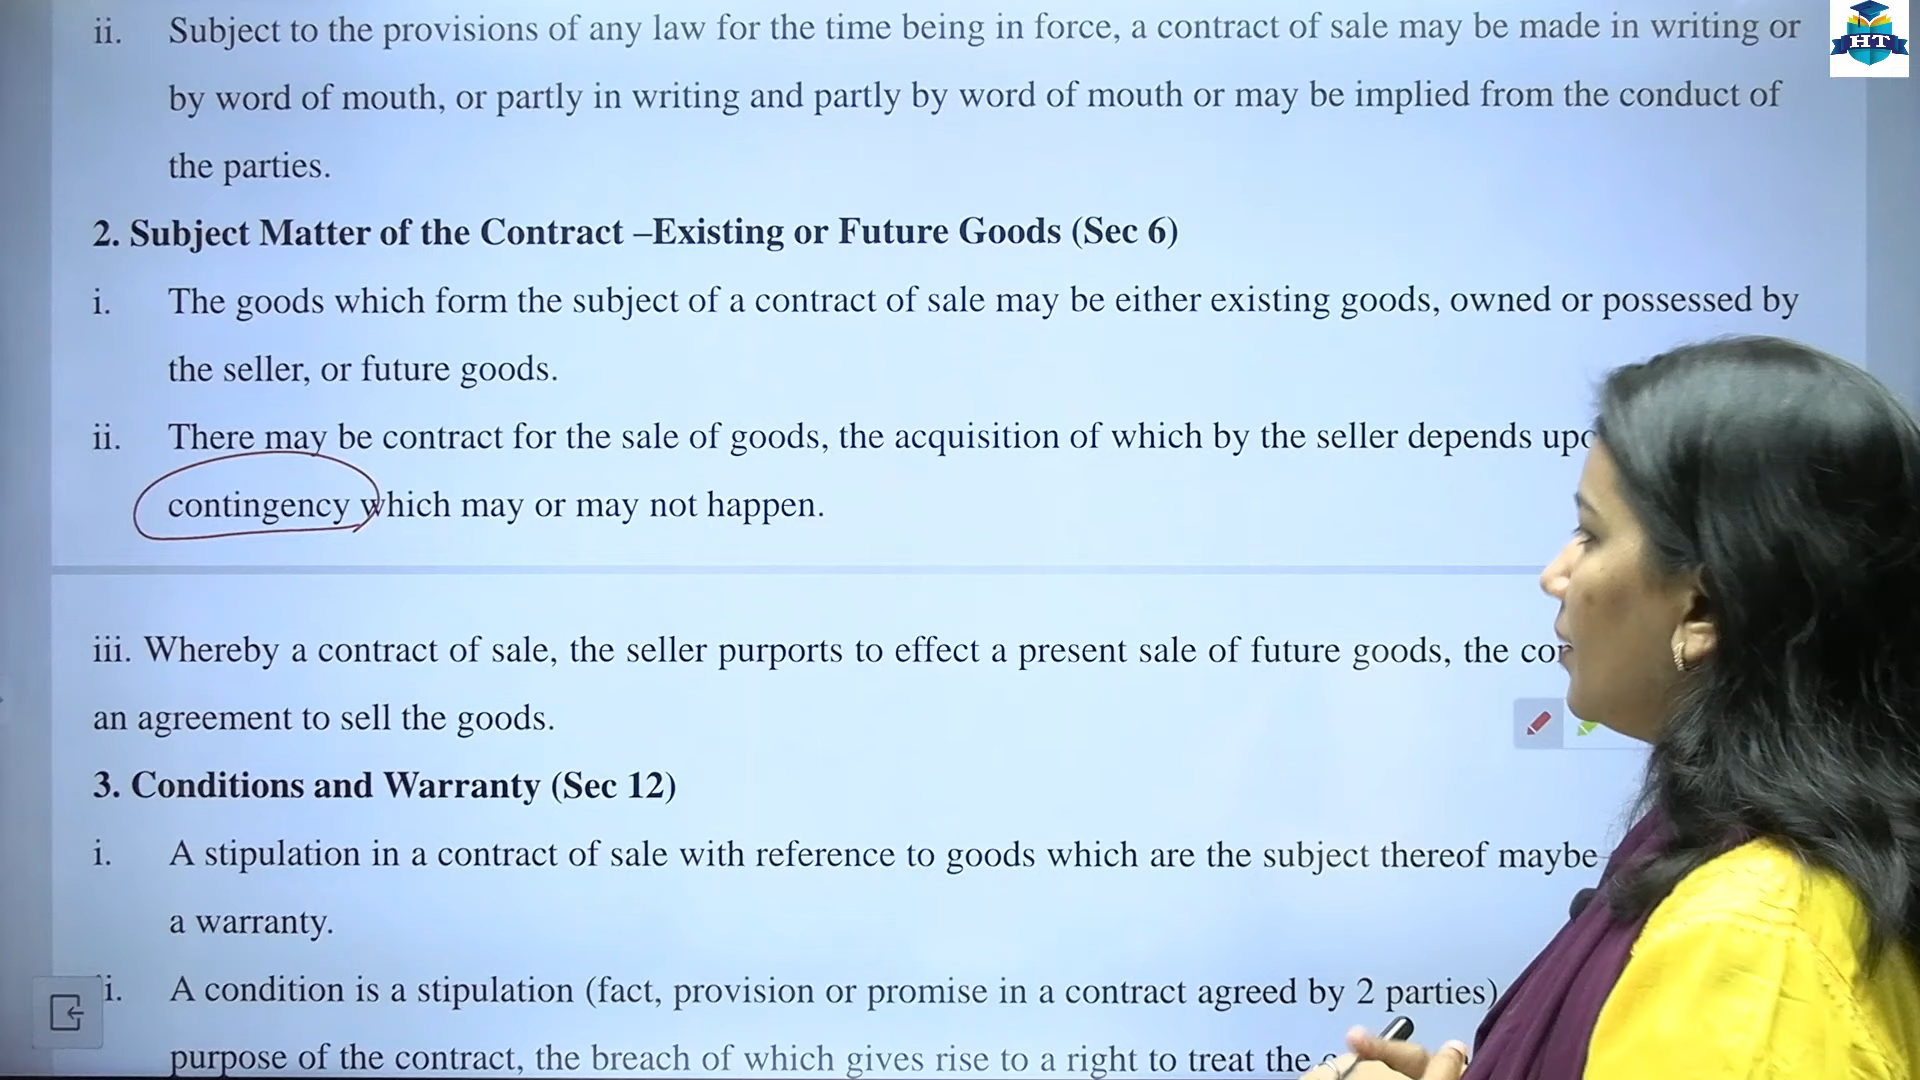 ii. Subject to the provisions of any law for the time being in force, a contract of sale may be made in writing or
by word of mouth, or partly in writing and partly by word of mouth or may be implied from the conduct of
the parties.
HT
2. Subject Matter of the Contract –Existing or Future Goods (Sec 6)
i. The goods which form the subject of a contract of sale may be either existing goods, owned or possessed by
the seller, or future goods.
ii. There may be contract for the sale of goods, the acquisition of which by the seller depends
contingency which may or may not happen.
iii. Whereby a contract of sale, the seller purports to effect a present sale of future goods, the
an agreement to sell the goods.
3. Conditions and Warranty (Sec 12)
i. A stipulation in a contract of sale with reference to goods which are the subject thereof maybe
a warranty.
i. A condition is a stipulation (fact, provision or promise in a contract agreed by 2 parties)
purpose of the contract, the breach of which gives rise to a right to treat the